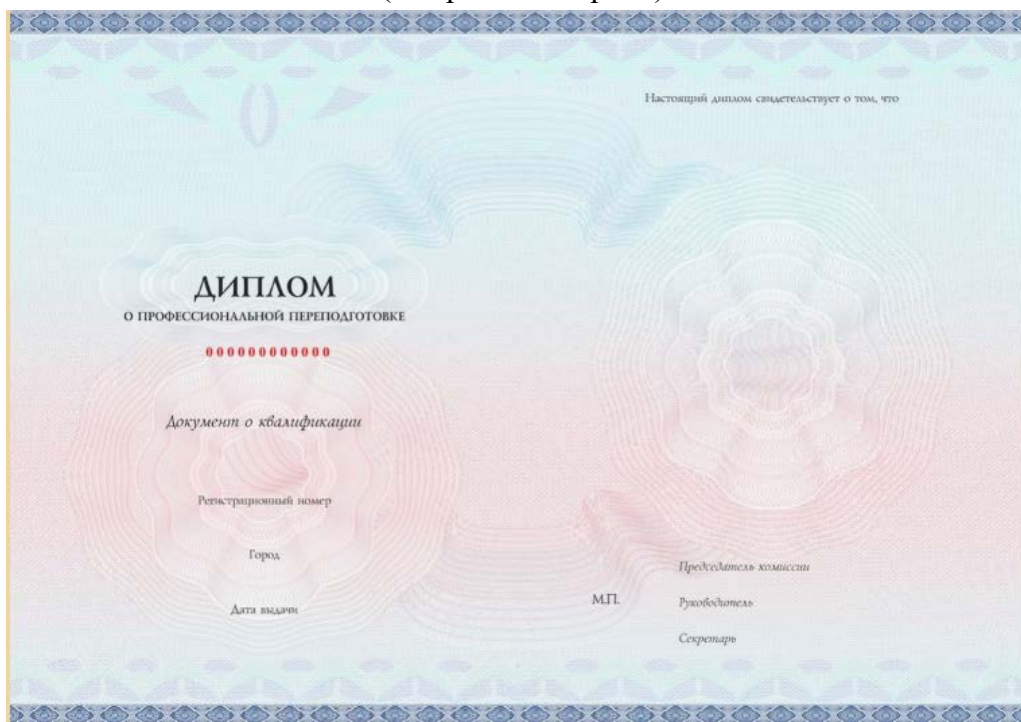 Настоящий диплом свидетельствует о том, что
ДИПЛОМ
О ПРОФЕССИОНАЛЬНОЙ ПЕРЕПОДГОТОВКЕ
000000000000
Документ о квалификации
Регистрационный номер
Город
Дата выдачи
Председатель комиссии
М.П.
Руководитель
Секретарь